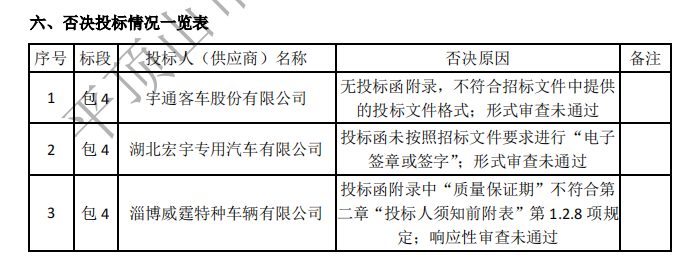 六、否决投标情况一览表
序号 标段 投标人（供应商）名称 否决原因 备注
1 包 4 宇通客车股份有限公司 无投标函附录，不符合招标文件中提供
的投标文件格式；形式审查未通过
2 包 4 湖北宏宇专用汽车有限公司 投标函未按照招标文件要求进行“电子
签章或签字”；形式审查未通过
3 包 4 淄博威霆特种车辆有限公司 投标函附录中“质量保证期”不符合第
二章“投标人须知前附表”第 1.2.8 项规
定；响应性审查未通过
平顶山市